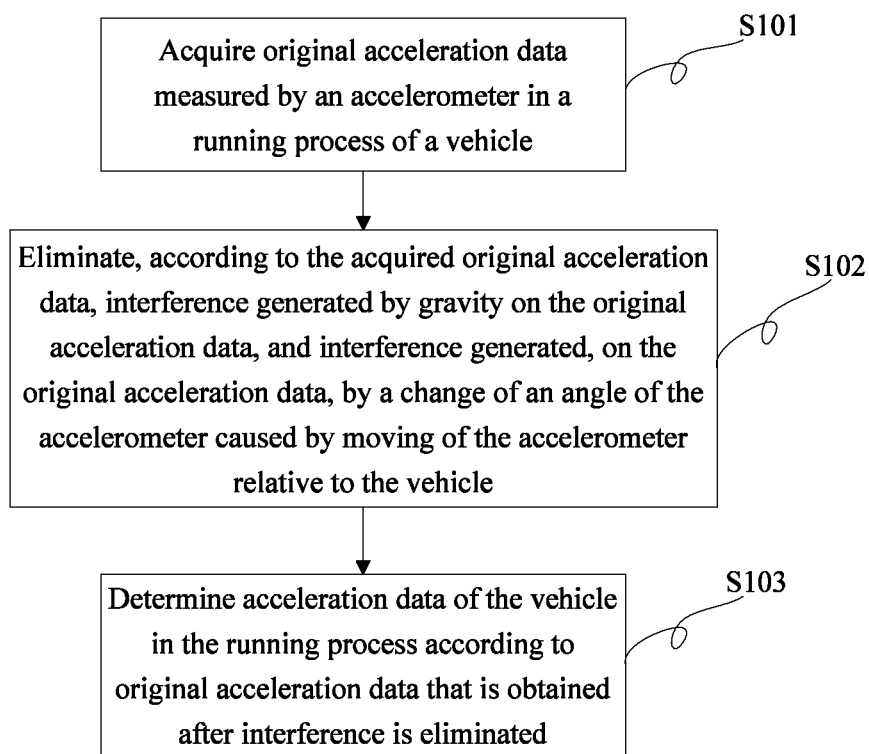 S101
Acquire original acceleration data
measured by an accelerometer in a
running process of a vehicle
S102
Eliminate, according to the acquired original acceleration
data, interference generated by gravity on the original
acceleration data, and interference generated, on the
original acceleration data, by a change of an angle of the
accelerometer caused by moving of the accelerometer
relative to the vehicle
S103
Determine acceleration data of the vehicle
in the running process according to
original acceleration data that is obtained
after interference is eliminated